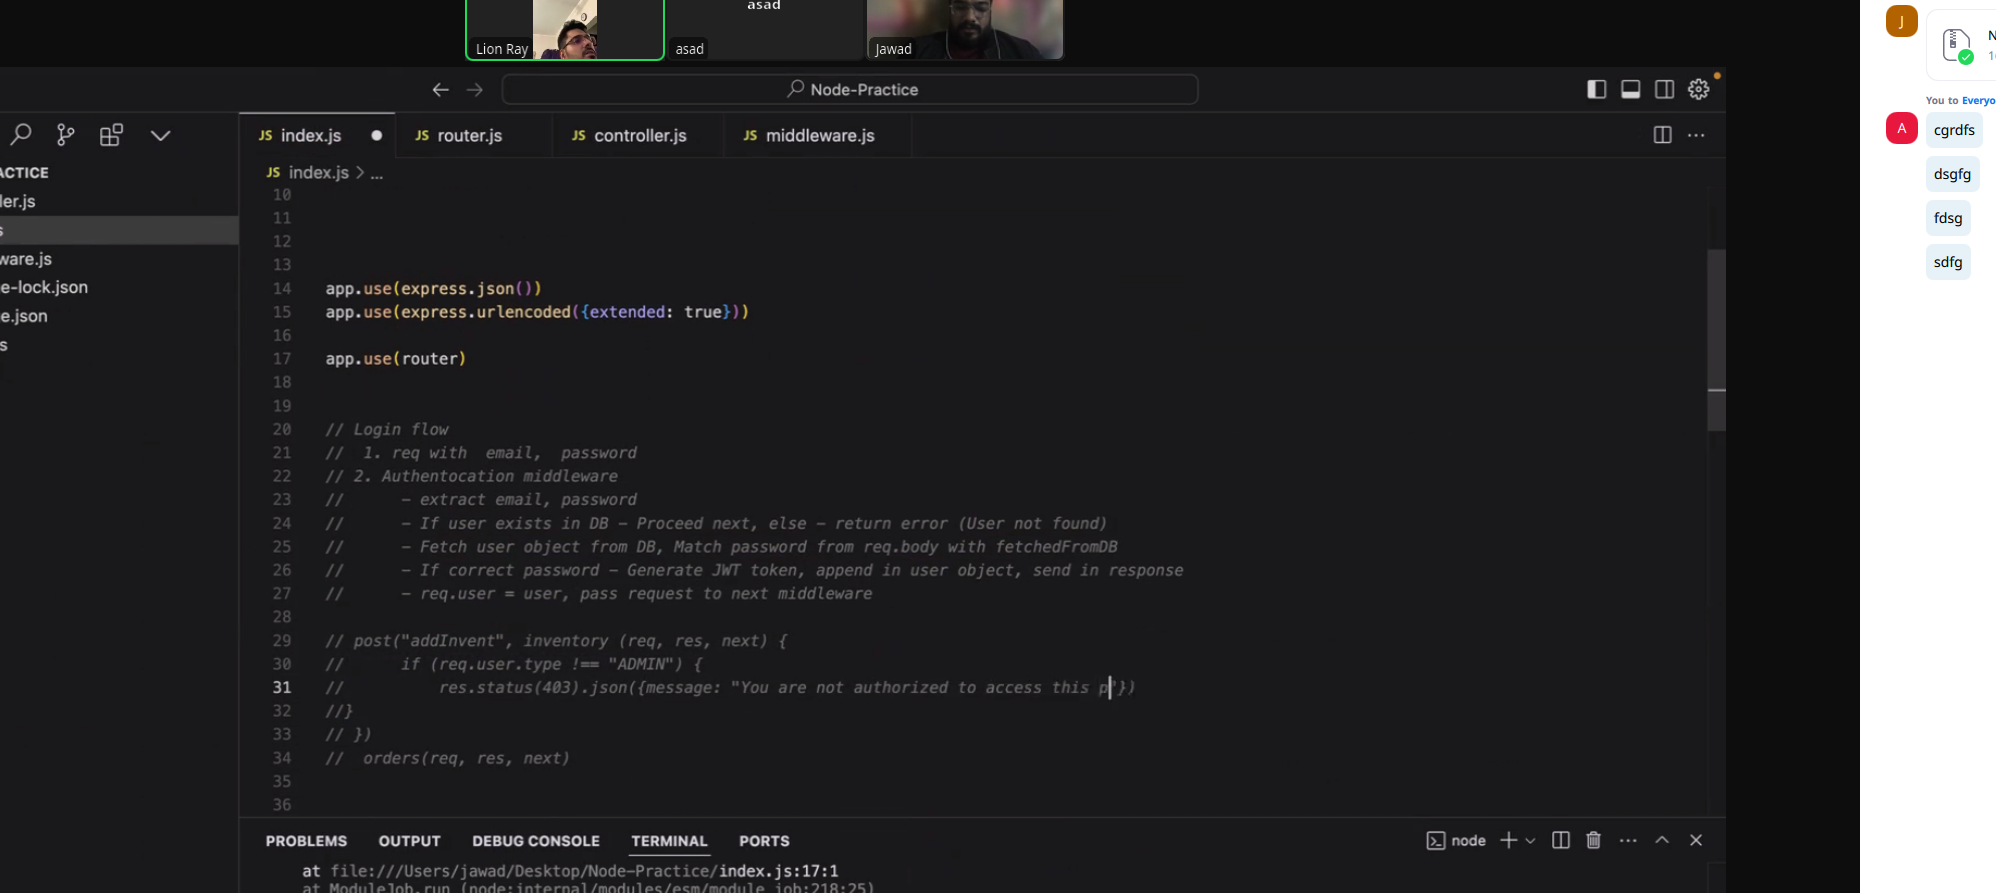 asad
Lion Ray
asad
Jawad
J
N
1
You to Everyo
A
cgrdfs
dsgfg
fdsg
sdfg
Node-Practice
ACTICE
ler.js
s
ware.js
e-lock.json
e.json
s
JS index.js
JS router.js
JS controller.js
JS middleware.js
JS index.js > ...
10
11
12
13
14 app.use(express.json())
15 app.use(express.urlencoded({extended: true}))
16
17 app.use(router)
18
19
20 // Login flow
21 //  1. req with  email,  password
22 // 2. Authentocation middleware
23 //      - extract email, password
24 //      - If user exists in DB - Proceed next, else - return error (User not found)
25 //      - Fetch user object from DB, Match password from req.body with fetchedFromDB
26 //      - If correct password - Generate JWT token, append in user object, send in response
27 //      - req.user = user, pass request to next middleware
28
29 // post("addInvent", inventory (req, res, next) {
30 //      if (req.user.type !== "ADMIN") {
31 //          res.status(403).json({message: "You are not authorized to access this p"})
32 //}
33 // })
34 //  orders(req, res, next)
35
36
PROBLEMS OUTPUT DEBUG CONSOLE TERMINAL PORTS
node
at file:///Users/jawad/Desktop/Node-Practice/index.js:17:1
at ModuleJob.run (node:internal/modules/esm/module_job:218:25)